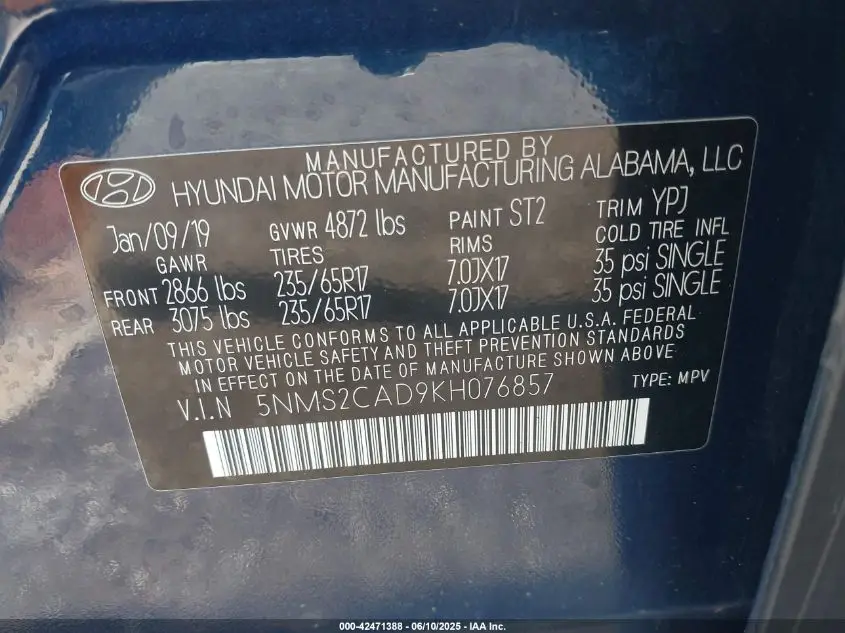 MANUFACTURED BY
HYUNDAI MOTOR MANUFACTURING ALABAMA, LLC
Jan/09/19 GVWR 4872 lbs PAINT ST2 TRIM YPJ
GAWR TIRES RIMS COLD TIRE INFL
FRONT 2866 lbs 235/65R17 7.0JX17 35 psi SINGLE
REAR 3075 lbs 235/65R17 7.0JX17 35 psi SINGLE
THIS VEHICLE CONFORMS TO ALL APPLICABLE U.S.A. FEDERAL
MOTOR VEHICLE SAFETY AND THEFT PREVENTION STANDARDS
IN EFFECT ON THE DATE OF MANUFACTURE SHOWN ABOVE
V.I.N 5NMS2CAD9KH076857 TYPE: MPV
000-42471388 - 06/10/2025 - IAA Inc.